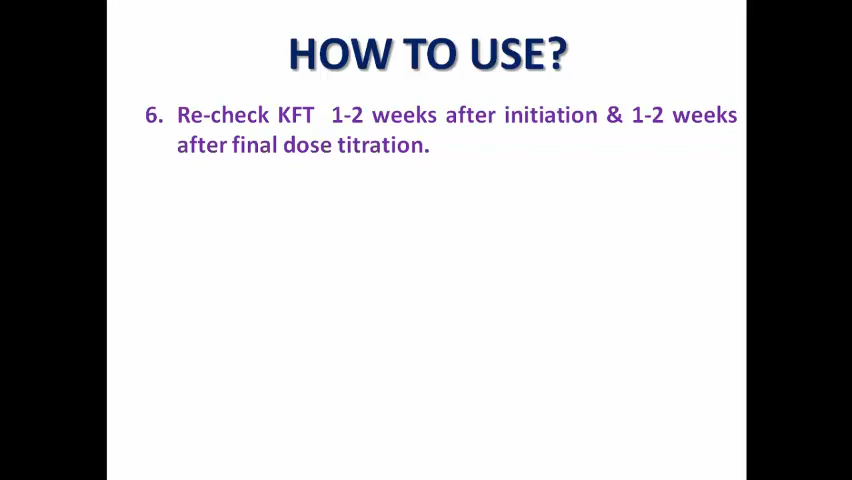 HOW TO USE?
6. Re-check KFT 1-2 weeks after initiation & 1-2 weeks
after final dose titration.